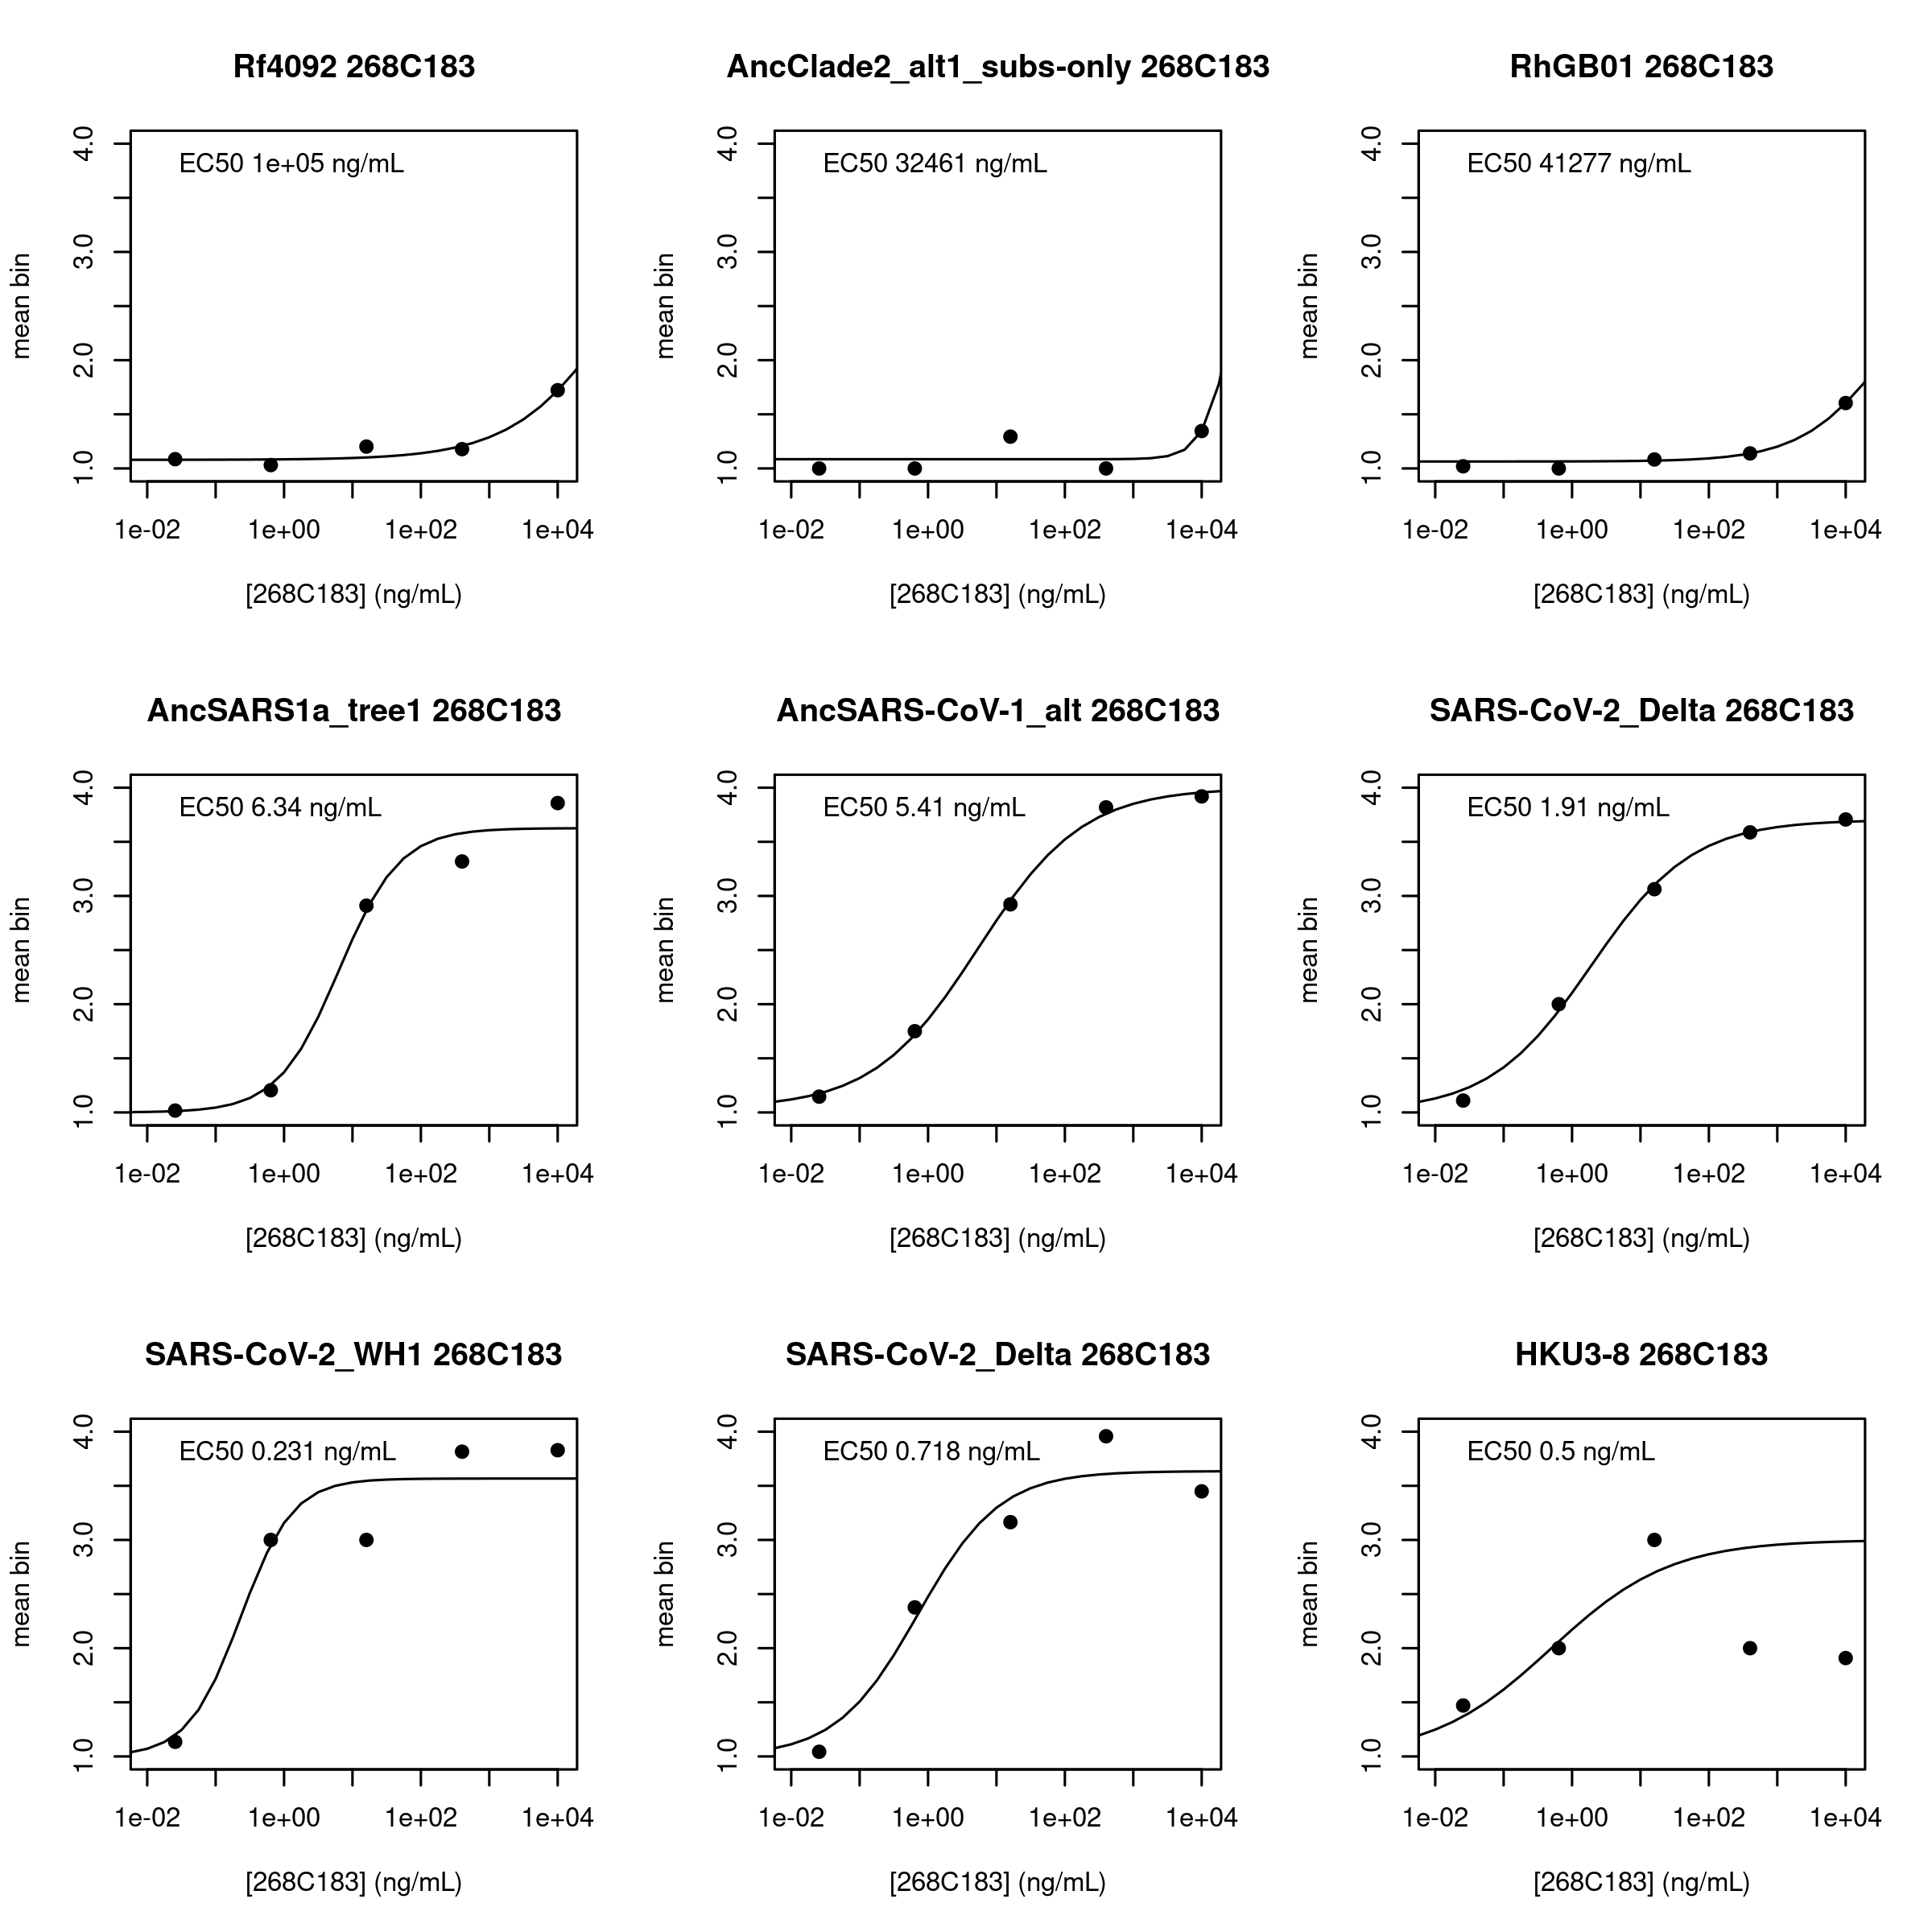 Rf4092 268C183
EC50 1e+05 ng/mL
mean bin
4.0
3.0
2.0
1.0
1e-02 1e+00 1e+02 1e+04
[268C183] (ng/mL)
AncClade2_alt1_subs-only 268C183
EC50 32461 ng/mL
mean bin
4.0
3.0
2.0
1.0
1e-02 1e+00 1e+02 1e+04
[268C183] (ng/mL)
RhGB01 268C183
EC50 41277 ng/mL
mean bin
4.0
3.0
2.0
1.0
1e-02 1e+00 1e+02 1e+04
[268C183] (ng/mL)
AncSARS1a_tree1 268C183
EC50 6.34 ng/mL
mean bin
4.0
3.0
2.0
1.0
1e-02 1e+00 1e+02 1e+04
[268C183] (ng/mL)
AncSARS-CoV-1_alt 268C183
EC50 5.41 ng/mL
mean bin
4.0
3.0
2.0
1.0
1e-02 1e+00 1e+02 1e+04
[268C183] (ng/mL)
SARS-CoV-2_Delta 268C183
EC50 1.91 ng/mL
mean bin
4.0
3.0
2.0
1.0
1e-02 1e+00 1e+02 1e+04
[268C183] (ng/mL)
SARS-CoV-2_WH1 268C183
EC50 0.231 ng/mL
mean bin
4.0
3.0
2.0
1.0
1e-02 1e+00 1e+02 1e+04
[268C183] (ng/mL)
SARS-CoV-2_Delta 268C183
EC50 0.718 ng/mL
mean bin
4.0
3.0
2.0
1.0
1e-02 1e+00 1e+02 1e+04
[268C183] (ng/mL)
HKU3-8 268C183
EC50 0.5 ng/mL
mean bin
4.0
3.0
2.0
1.0
1e-02 1e+00 1e+02 1e+04
[268C183] (ng/mL)